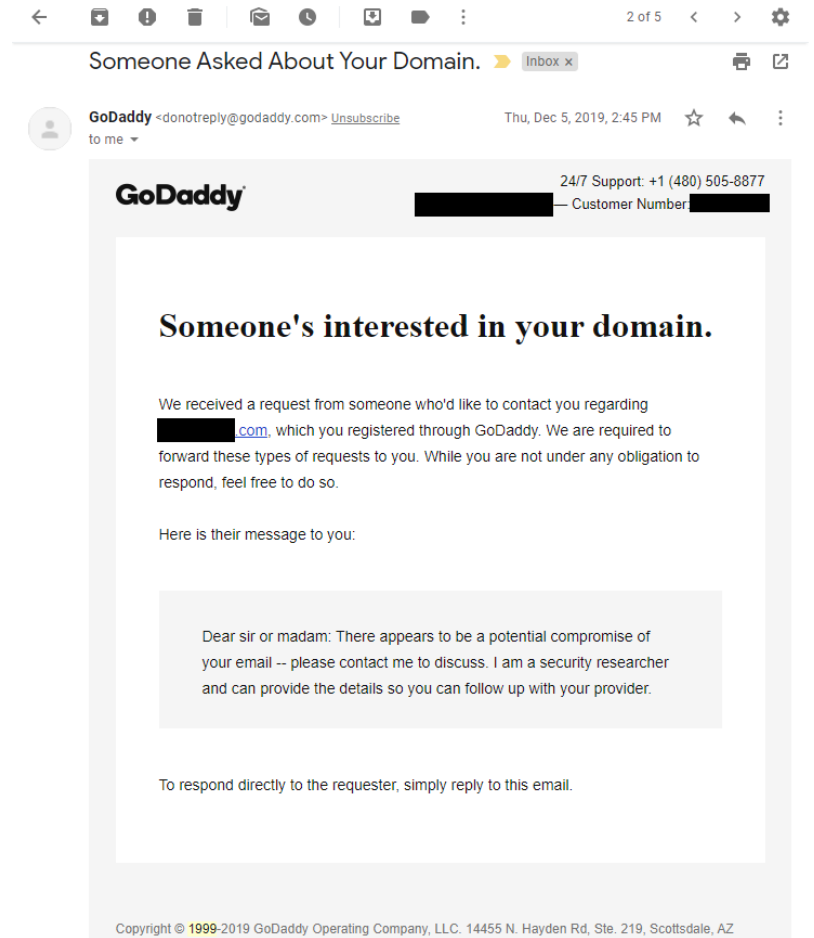 2 of 5
Someone Asked About Your Domain. Inbox x
GoDaddy <donotreply@godaddy.com> Unsubscribe Thu, Dec 5, 2019, 2:45 PM
to me
GoDaddy
24/7 Support: +1 (480) 505-8877
— Customer Number:
Someone's interested in your domain.
We received a request from someone who'd like to contact you regarding
.com, which you registered through GoDaddy. We are required to
forward these types of requests to you. While you are not under any obligation to
respond, feel free to do so.
Here is their message to you:
Dear sir or madam: There appears to be a potential compromise of
your email -- please contact me to discuss. I am a security researcher
and can provide the details so you can follow up with your provider.
To respond directly to the requester, simply reply to this email.
Copyright © 1999-2019 GoDaddy Operating Company, LLC. 14455 N. Hayden Rd, Ste. 219, Scottsdale, AZ